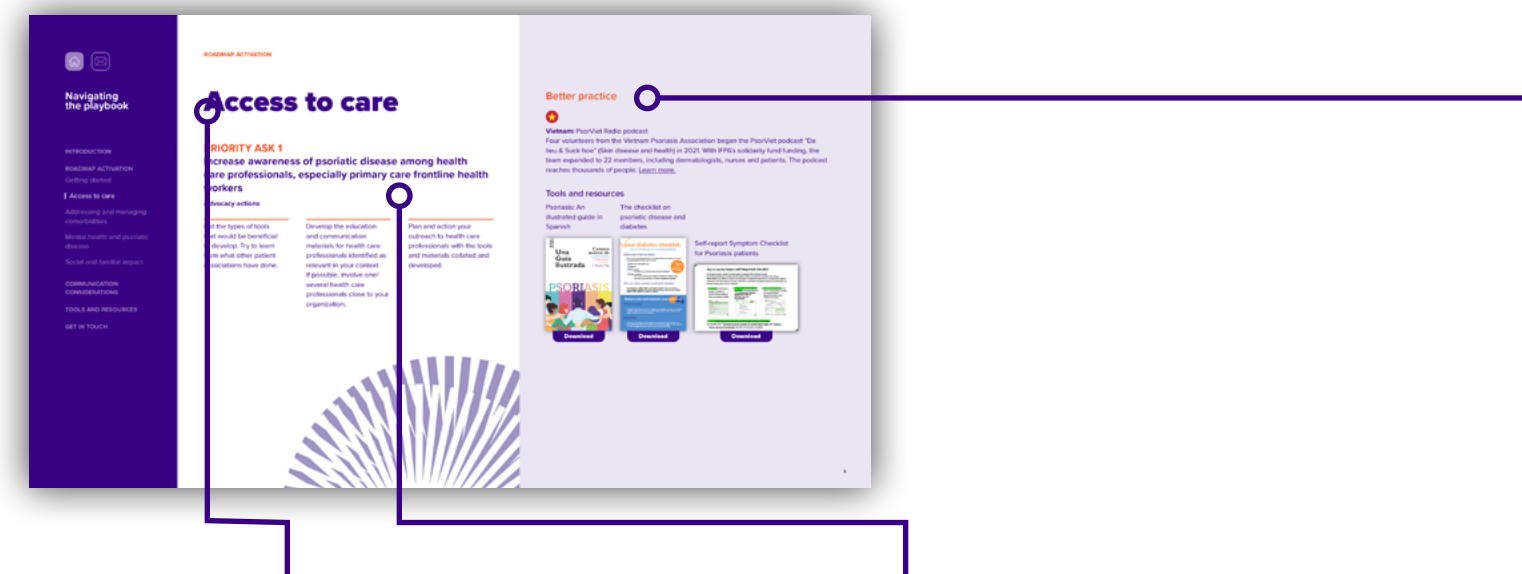 Navigating
the playbook
INTRODUCTION
ROADMAP ACTIVATION
Getting started
Access to care
Addressing and managing
comorbidities
Mental health and psoriatic
disease
Social and familial impact
COMMUNICATION
CONSIDERATIONS
TOOLS AND RESOURCES
GET IN TOUCH
ROADMAP ACTIVATION
Access to care
PRIORITY ASK 1
Increase awareness of psoriatic disease among health
care professionals, especially primary care frontline health
workers
Advocacy actions
the types of tools
would be beneficial
develop. Try to learn
what other patient
associations have done.
Develop the education
and communication
materials for health care
professionals identified as
relevant in your context.
If possible, involve one/
several health care
professionals close to your
organization.
Plan and action your
outreach to health care
professionals with the tools
and materials collated and
developed.
Better practice
Vietnam: PsorViet Radio podcast
Four volunteers from the Vietnam Psoriasis Association began the PsorViet podcast "Da
lieu & Suck hoe" (Skin disease and health) in 2021. With IFPA's solidarity fund funding, the
team expanded to 22 members, including dermatologists, nurses and patients. The podcast
reaches thousands of people. Learn more.
Tools and resources
Psoriasis: An
illustrated guide in
Spanish
The checklist on
psoriatic disease and
diabetes
Self-report Symptom Checklist
for Psoriasis patients
Una
Guía
Ilustrada
PSORIASIS
your diabetes checklist
Download
Download
Download